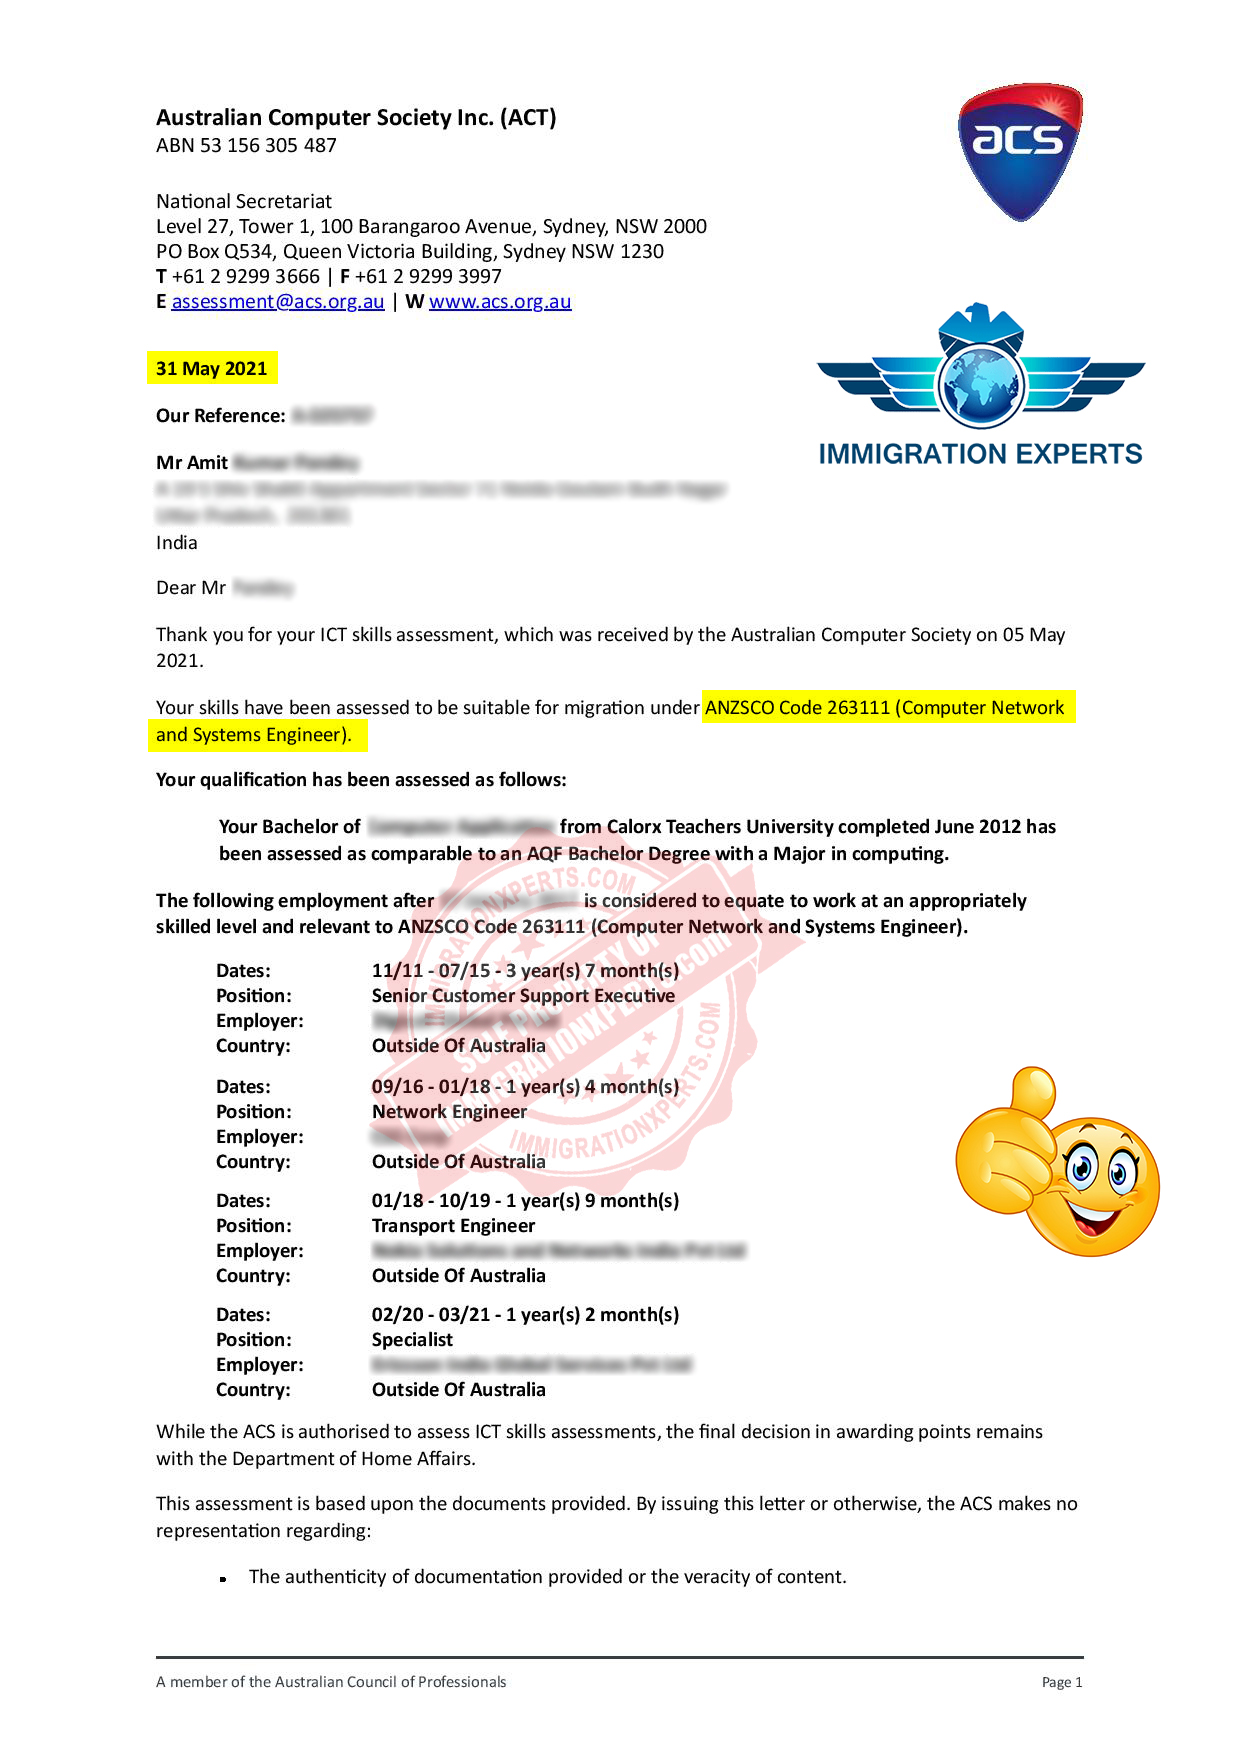 Australian Computer Society Inc. (ACT)
ABN 53 156 305 487
acs
National Secretariat
Level 27, Tower 1, 100 Barangaroo Avenue, Sydney, NSW 2000
PO Box Q534, Queen Victoria Building, Sydney NSW 1230
T +61 2 9299 3666 | F +61 2 9299 3997
E assessment@acs.org.au | W www.acs.org.au
31 May 2021
IMMIGRATION EXPERTS
Our Reference:
Mr Amit
India
Dear Mr
Thank you for your ICT skills assessment, which was received by the Australian Computer Society on 05 May
2021.
Your skills have been assessed to be suitable for migration under ANZSCO Code 263111 (Computer Network
and Systems Engineer).
Your qualification has been assessed as follows:
Your Bachelor of from Calorx Teachers University completed June 2012 has
been assessed as comparable to an AQF Bachelor Degree with a Major in computing.
The following employment after is considered to equate to work at an appropriately
skilled level and relevant to ANZSCO Code 263111 (Computer Network and Systems Engineer).
Dates: 11/11 - 07/15 - 3 year(s) 7 month(s)
Position: Senior Customer Support Executive
Employer:
Country: Outside Of Australia
Dates: 09/16 - 01/18 - 1 year(s) 4 month(s)
Position: Network Engineer
Employer:
Country: Outside Of Australia
Dates: 01/18 - 10/19 - 1 year(s) 9 month(s)
Position: Transport Engineer
Employer:
Country: Outside Of Australia
Dates: 02/20 - 03/21 - 1 year(s) 2 month(s)
Position: Specialist
Employer:
Country: Outside Of Australia
IMMIGRATIONXPERTS.COM
SOLE PROPERTY OF
IMMIGRATIONXPERTS.com
IMMIGRATIONXPERTS.COM
While the ACS is authorised to assess ICT skills assessments, the final decision in awarding points remains
with the Department of Home Affairs.
This assessment is based upon the documents provided. By issuing this letter or otherwise, the ACS makes no
representation regarding:
▪ The authenticity of documentation provided or the veracity of content.
A member of the Australian Council of Professionals Page 1